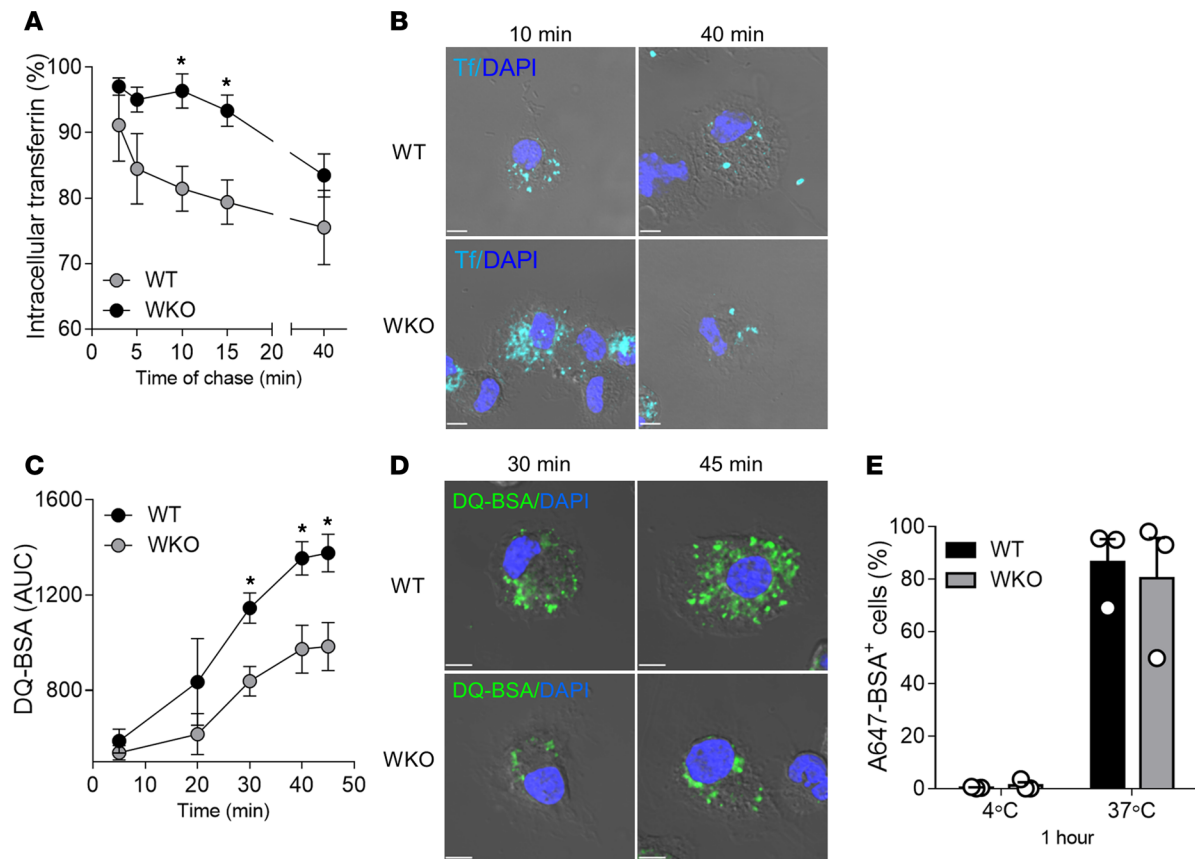 A
Intracellular transferrin (%)
100
90
80
70
60
* *
WT
WKO
0 5 10 15 20 40
Time of chase (min)
B
10 min 40 min
WT
Tf/DAPI
WKO
Tf/DAPI
C
DQ-BSA (AUC)
1600
1200
800
WT
WKO
* * *
0 10 20 30 40 50
Time (min)
D
30 min 45 min
WT
DQ-BSA/DAPI
WKO
DQ-BSA/DAPI
E
A647-BSA+ cells (%)
100
80
60
40
20
0
WT
WKO
4°C 37°C
1 hour